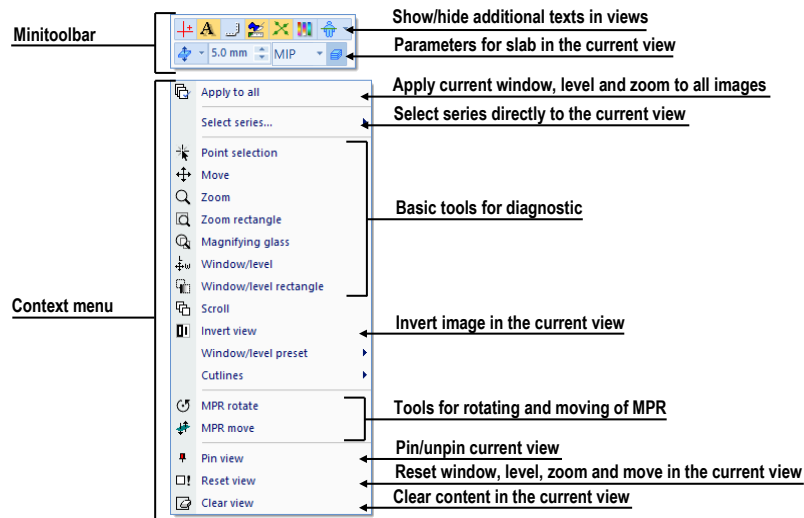 Minitoolbar
A
Show/hide additional texts in views
5.0 mm MIP
Parameters for slab in the current view
Apply to all
Apply current window, level and zoom to all images
Select series...
Select series directly to the current view
Point selection
Move
Zoom
Zoom rectangle
Magnifying glass
Window/level
Window/level rectangle
Basic tools for diagnostic
Context menu
Scroll
Invert view
Invert image in the current view
Window/level preset
Cutlines
MPR rotate
MPR move
Tools for rotating and moving of MPR
Pin view
Pin/unpin current view
Reset view
Reset window, level, zoom and move in the current view
Clear view
Clear content in the current view